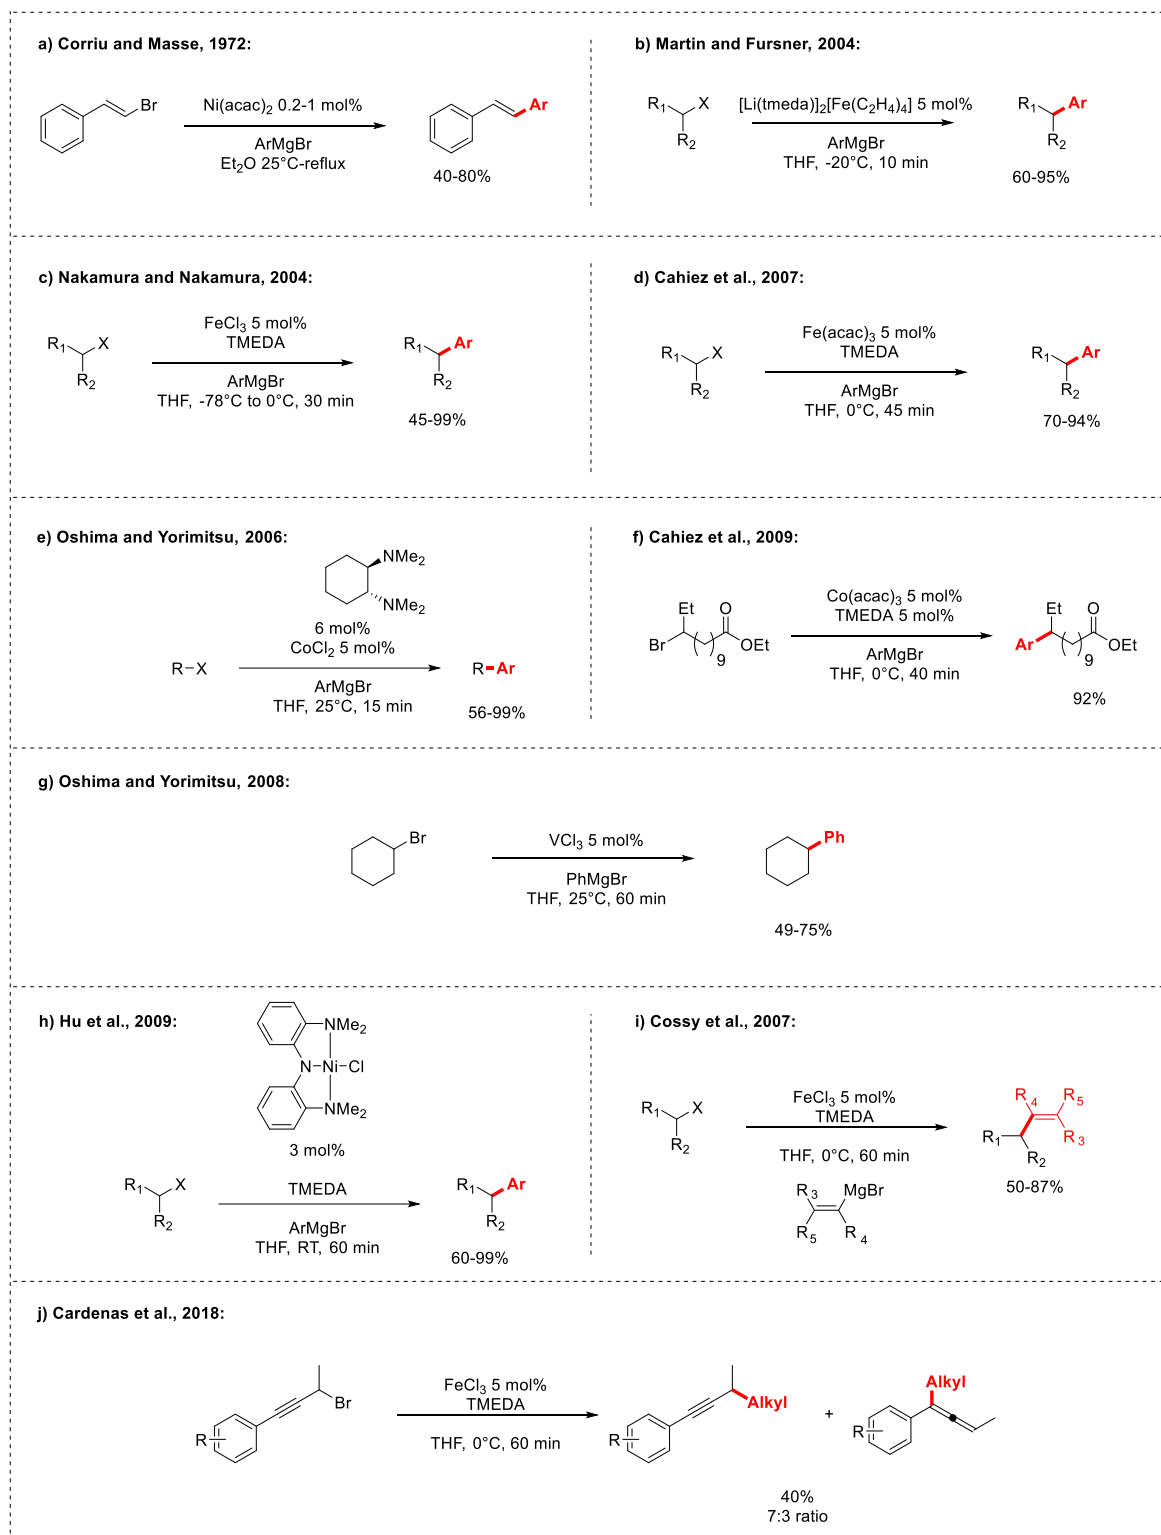 a) Corriu and Masse, 1972:
Br
Ni(acac)2 0.2-1 mol%
ArMgBr
Et2O 25°C-reflux
Ar
40-80%
b) Martin and Fursner, 2004:
R1
X
R2
[Li(tmeda)]2[Fe(C2H4)4] 5 mol%
ArMgBr
THF, -20°C, 10 min
R1
Ar
R2
60-95%
c) Nakamura and Nakamura, 2004:
R1
X
R2
FeCl3 5 mol%
TMEDA
ArMgBr
THF, -78°C to 0°C, 30 min
R1
Ar
R2
45-99%
d) Cahiez et al., 2007:
R1
X
R2
Fe(acac)3 5 mol%
TMEDA
ArMgBr
THF, 0°C, 45 min
R1
Ar
R2
70-94%
e) Oshima and Yorimitsu, 2006:
NMe2
NMe2
6 mol%
CoCl2 5 mol%
R-X
ArMgBr
THF, 25°C, 15 min
R-Ar
56-99%
f) Cahiez et al., 2009:
Et
O
Br
9
OEt
Co(acac)3 5 mol%
TMEDA 5 mol%
ArMgBr
THF, 0°C, 40 min
Et
O
Ar
9
OEt
92%
g) Oshima and Yorimitsu, 2008:
Br
VCl3 5 mol%
PhMgBr
THF, 25°C, 60 min
Ph
49-75%
h) Hu et al., 2009:
NMe2
N-Ni-Cl
NMe2
3 mol%
R1
X
R2
TMEDA
ArMgBr
THF, RT, 60 min
R1
Ar
R2
60-99%
i) Cossy et al., 2007:
R1
X
R2
FeCl3 5 mol%
TMEDA
THF, 0°C, 60 min
R3
MgBr
R5
R4
R4
R5
R1
R3
R2
50-87%
j) Cardenas et al., 2018:
Br
R
FeCl3 5 mol%
TMEDA
THF, 0°C, 60 min
Alkyl
R
+
Alkyl
R
40%
7:3 ratio